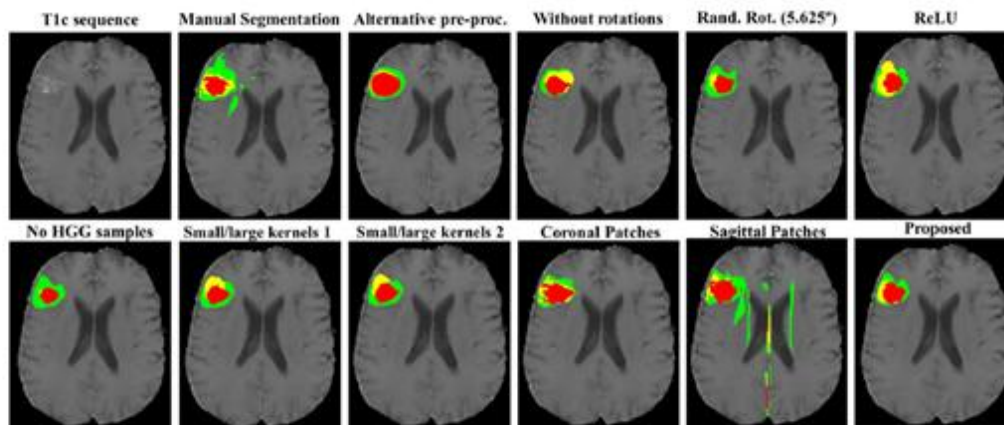 T1c sequence Manual Segmentation Alternative pre-proc. Without rotations Rand. Rot. (5.625º) ReLU
No HGG samples Small/large kernels 1 Small/large kernels 2 Coronal Patches Sagittal Patches Proposed